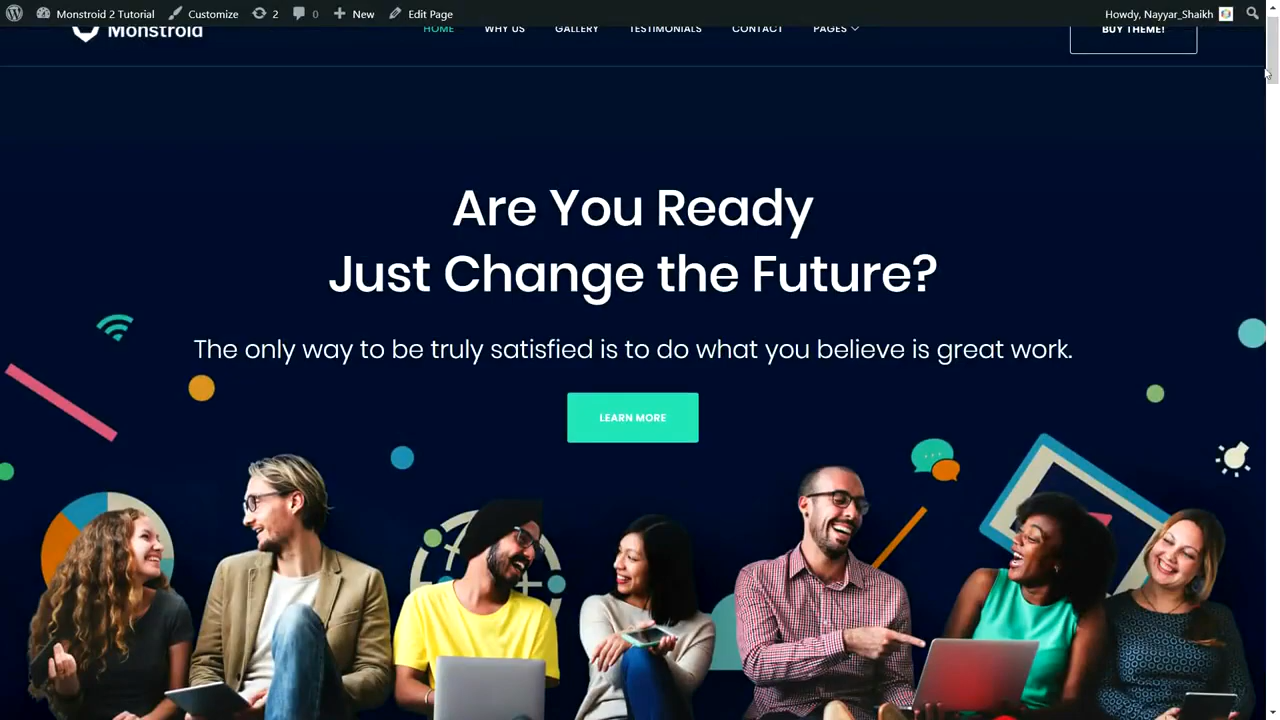 Monstroid 2 Tutorial Customize 2 0 New Edit Page Howdy, Nayyar_Shaikh
Monstroid HOME WHY US GALLERY TESTIMONIALS CONTACT PAGES BUY THEME!
Are You Ready
Just Change the Future?
The only way to be truly satisfied is to do what you believe is great work.
LEARN MORE